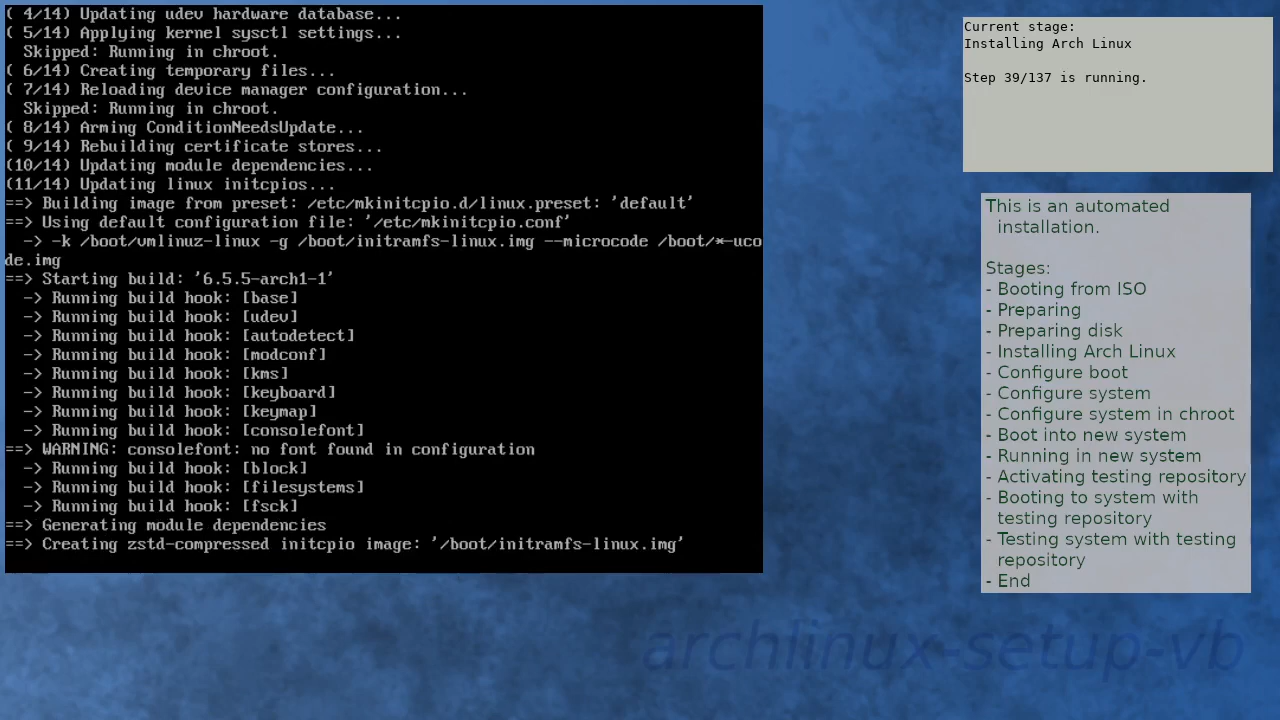 ( 4/14) Updating udev hardware database...
( 5/14) Applying kernel sysctl settings...
  Skipped: Running in chroot.
( 6/14) Creating temporary files...
( 7/14) Reloading device manager configuration...
  Skipped: Running in chroot.
( 8/14) Arming ConditionNeedsUpdate...
( 9/14) Rebuilding certificate stores...
(10/14) Updating module dependencies...
(11/14) Updating linux initcpios...
==> Building image from preset: /etc/mkinitcpio.d/linux.preset: 'default'
==> Using default configuration file: '/etc/mkinitcpio.conf'
  -> -k /boot/vmlinuz-linux -g /boot/initramfs-linux.img --microcode /boot/*-uco
de.img
==> Starting build: '6.5.5-arch1-1'
  -> Running build hook: [base]
  -> Running build hook: [udev]
  -> Running build hook: [autodetect]
  -> Running build hook: [modconf]
  -> Running build hook: [kms]
  -> Running build hook: [keyboard]
  -> Running build hook: [keymap]
  -> Running build hook: [consolefont]
==> WARNING: consolefont: no font found in configuration
  -> Running build hook: [block]
  -> Running build hook: [filesystems]
  -> Running build hook: [fsck]
==> Generating module dependencies
==> Creating zstd-compressed initcpio image: '/boot/initramfs-linux.img'
Current stage:
Installing Arch Linux
Step 39/137 is running.
This is an automated
installation.
Stages:
- Booting from ISO
- Preparing
- Preparing disk
- Installing Arch Linux
- Configure boot
- Configure system
- Configure system in chroot
- Boot into new system
- Running in new system
- Activating testing repository
- Booting to system with
testing repository
- Testing system with testing
repository
- End
archlinux-setup-vb